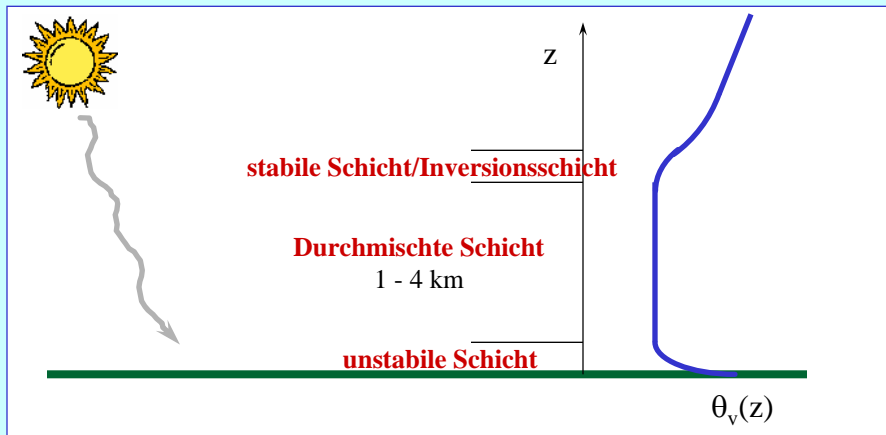 z
stabile Schicht/Inversionsschicht
Durchmischte Schicht
1 - 4 km
unstabile Schicht
θv(z)